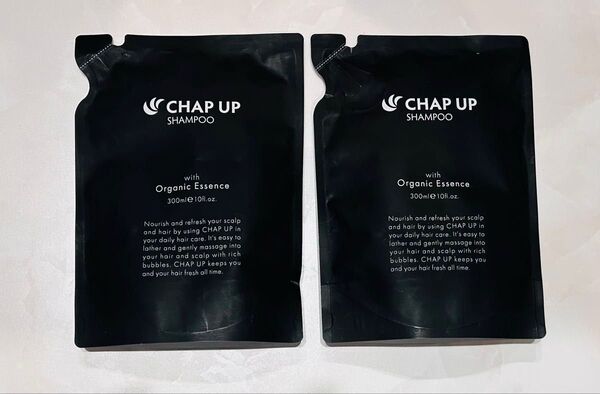 CHAP UP
SHAMPOO
with
Organic Essence
300ml℮10fl.oz.
Nourish and refresh your scalp
and hair by using CHAP UP in
your daily hair care. It's easy to
lather and gently massage into
your hair and scalp with rich
bubbles. CHAP UP keeps you
and your hair fresh all time.
CHAP UP
SHAMPOO
with
Organic Essence
300ml℮10fl.oz.
Nourish and refresh your scalp
and hair by using CHAP UP in
your daily hair care. It's easy to
lather and gently massage into
your hair and scalp with rich
bubbles. CHAP UP keeps you
and your hair fresh all time.